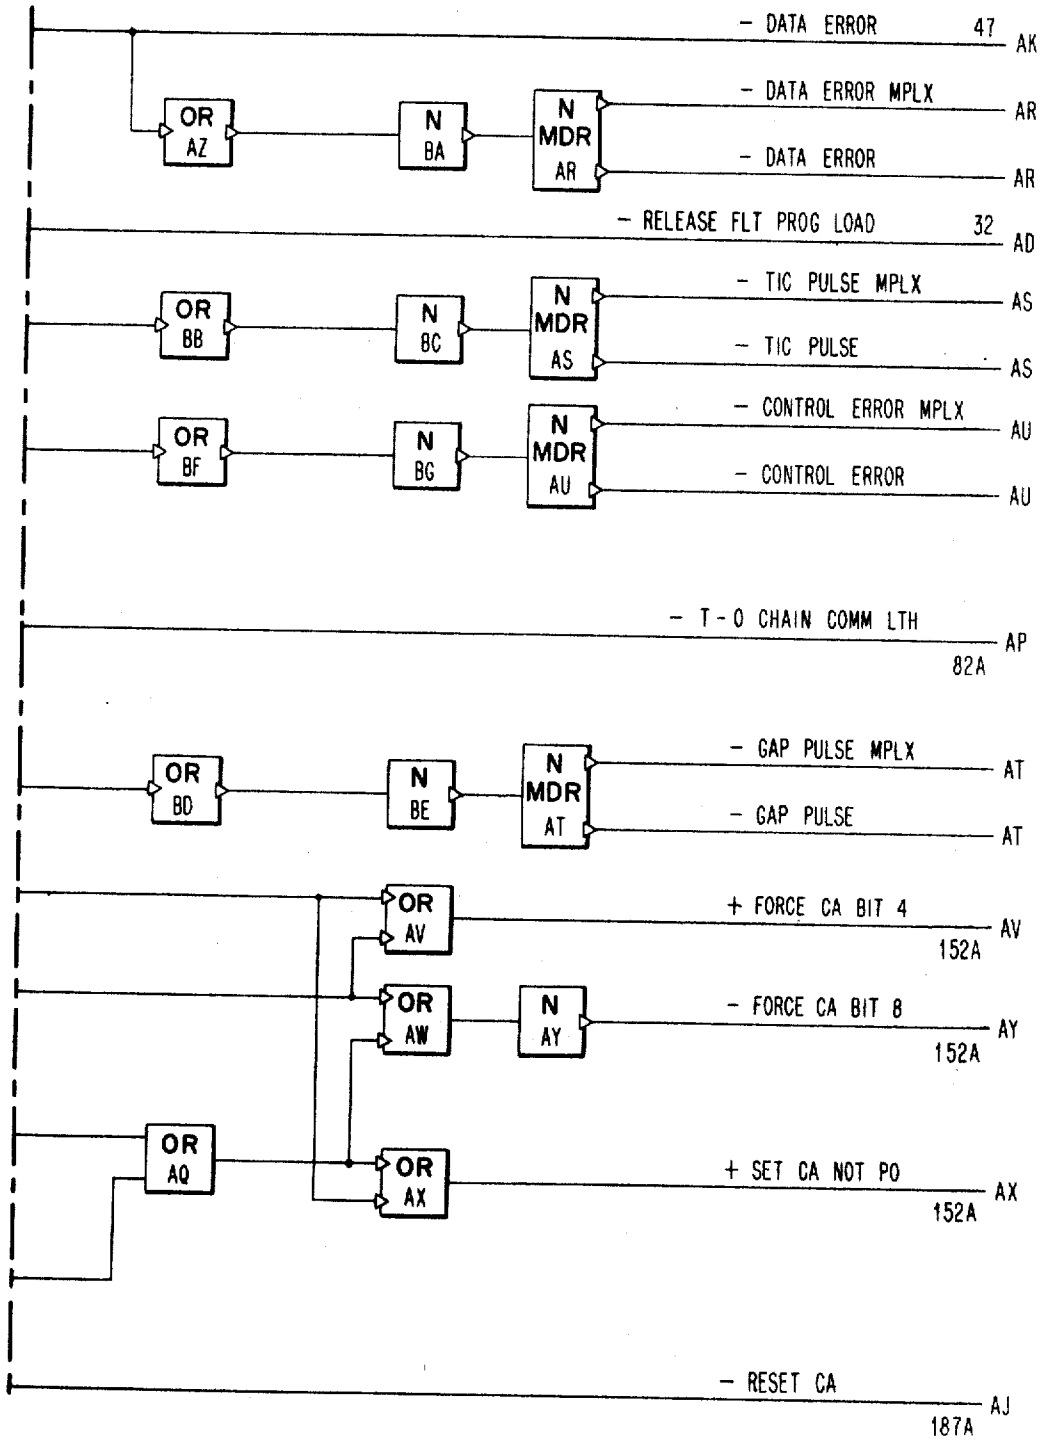 - DATA ERROR 47 AK
- DATA ERROR MPLX AR
OR AZ
N BA
N MDR AR
- DATA ERROR AR
- RELEASE FLT PROG LOAD 32 AD
- TIC PULSE MPLX AS
OR BB
N BC
N MDR AS
- TIC PULSE AS
- CONTROL ERROR MPLX AU
OR BF
N BG
N MDR AU
- CONTROL ERROR AU
- T-0 CHAIN COMM LTH AP
82A
- GAP PULSE MPLX AT
OR BD
N BE
N MDR AT
- GAP PULSE AT
OR AV
+ FORCE CA BIT 4 AV
152A
OR AW
N AY
- FORCE CA BIT 8 AY
152A
OR AQ
OR AX
+ SET CA NOT PO AX
152A
- RESET CA AJ
187A